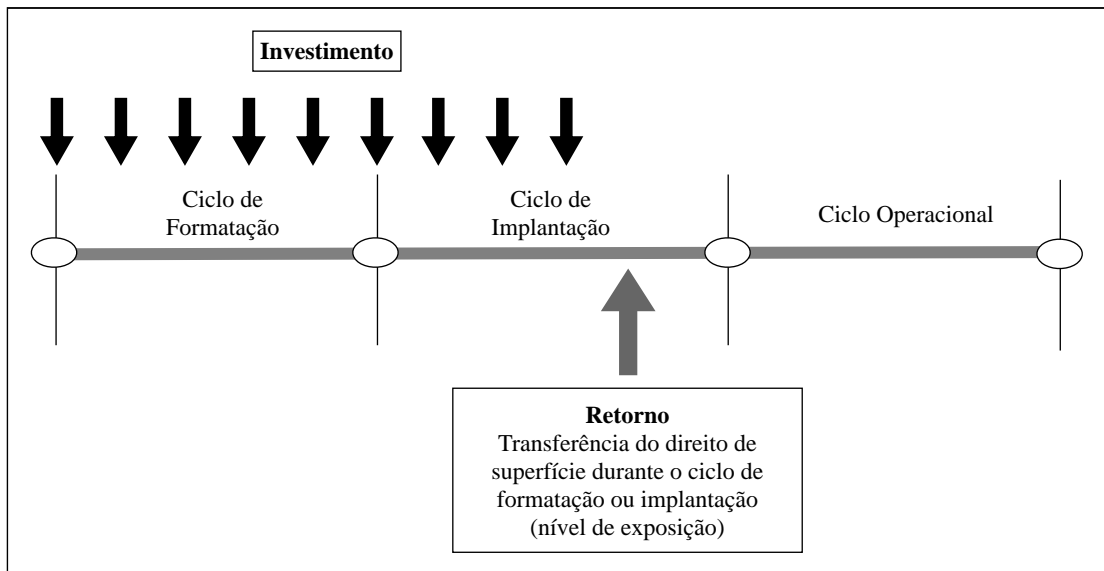 Investimento
Ciclo de
Formatação
Ciclo de
Implantação
Ciclo Operacional
Retorno
Transferência do direito de
superfície durante o ciclo de
formatação ou implantação
(nível de exposição)